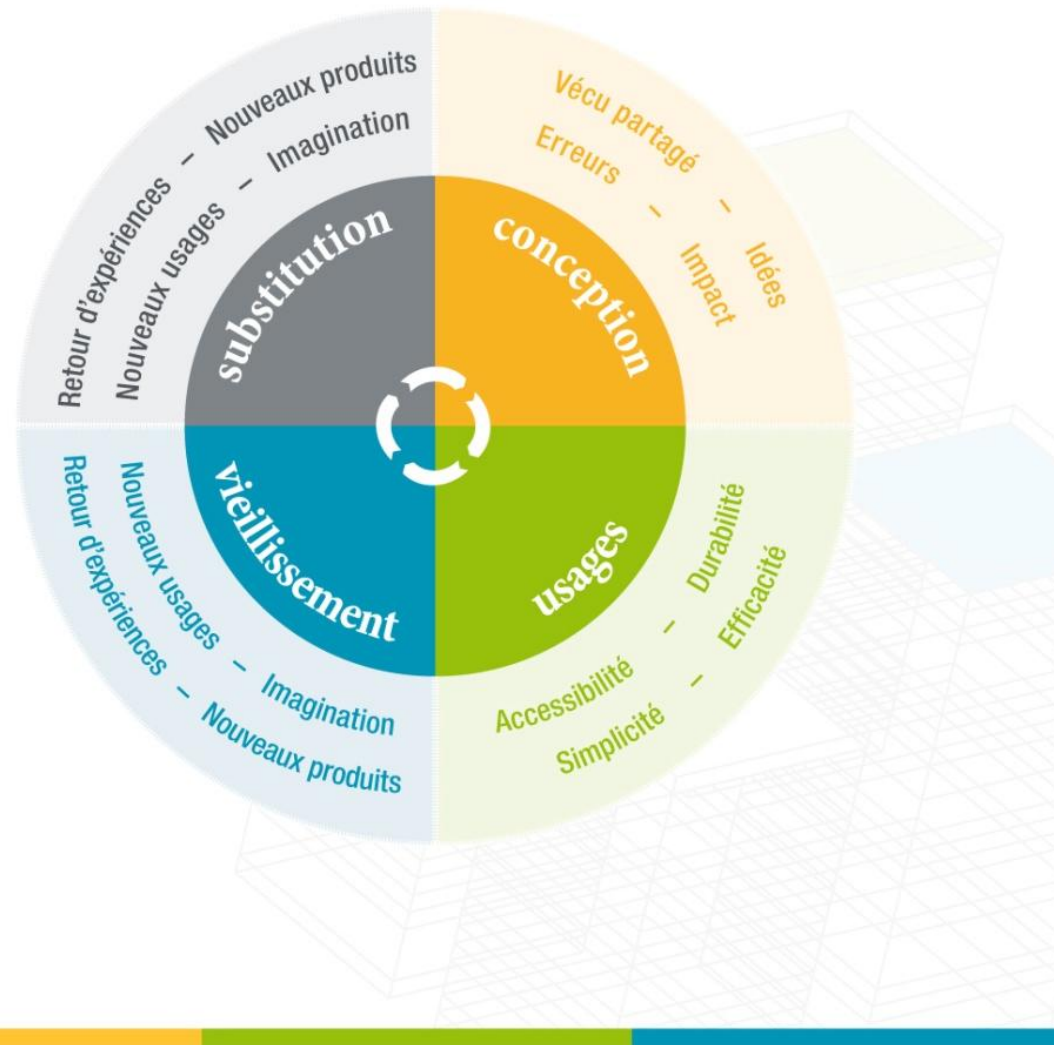 Retour d'expériences – Nouveaux produits
Nouveaux usages – Imagination
substitution
Vécu partagé – Idées
Erreurs – Impact
conception
vieillissement
Nouveaux usages – Imagination
Retour d'expériences – Nouveaux produits
usages
Accessibilité – Durabilité
Simplicité – Efficacité